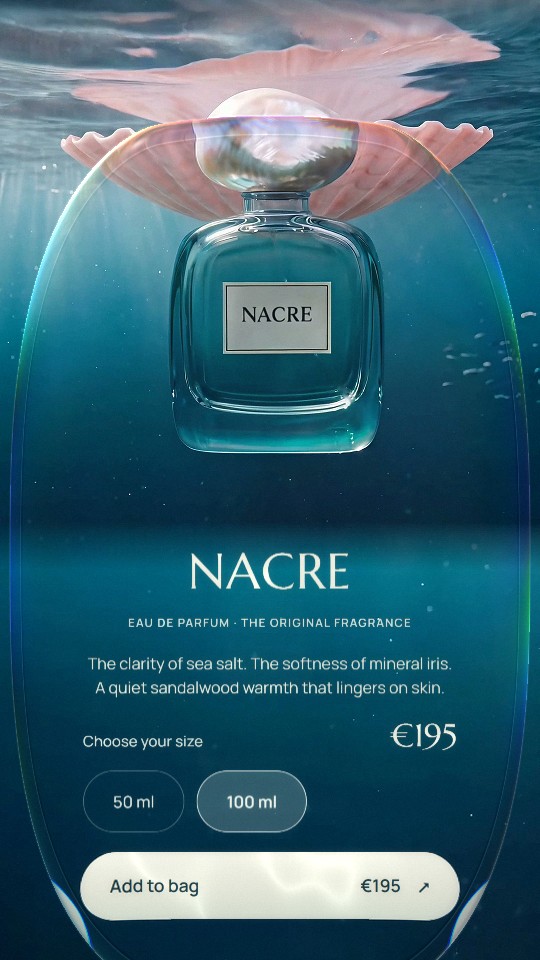 NACRE
NACRE
EAU DE PARFUM · THE ORIGINAL FRAGRANCE
The clarity of sea salt. The softness of mineral iris.
A quiet sandalwood warmth that lingers on skin.
Choose your size
€195
50 ml
100 ml
Add to bag
€195 ↗